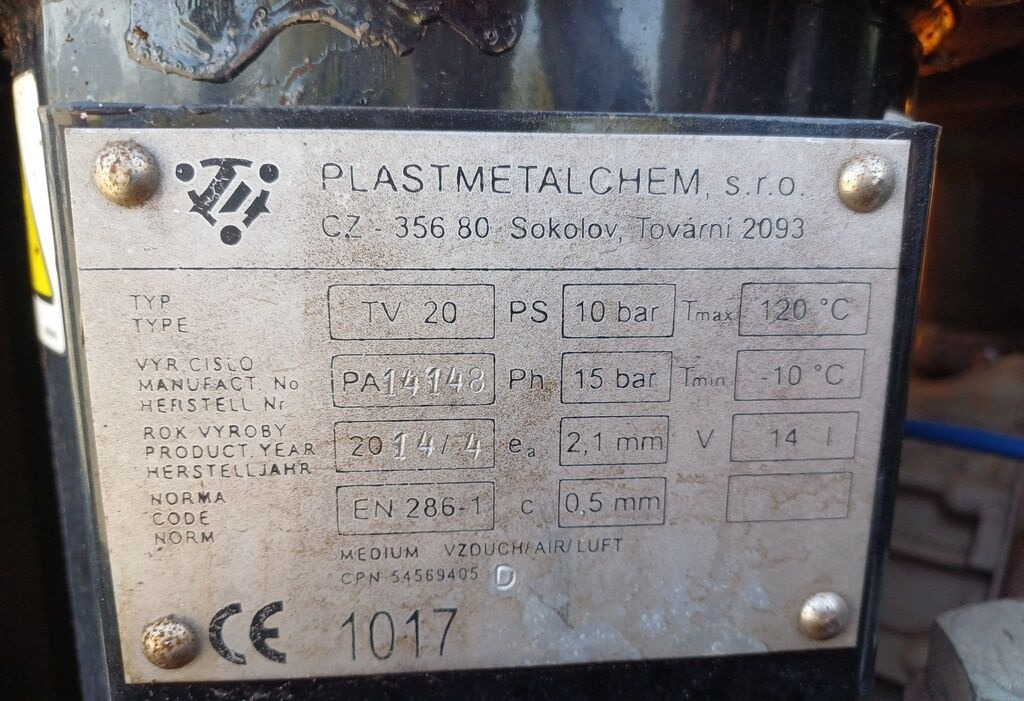 PLASTMETALCHEM, s.r.o.
CZ - 356 80 Sokolov, Tovární 2093
TYP
TYPE
TV 20 PS 10 bar Tmax 120 °C
VYR.CISLO
MANUFACT. No
HERSTELL Nr
PA14148 Ph 15 bar Tmin -10 °C
ROK VYROBY
PRODUCT.YEAR
HERSTELLJAHR
2014/4 ea 2,1 mm V 14 l
NORMA
CODE
NORM
EN 286-1 c 0,5 mm
MEDIUM VZDUCH/AIR/LUFT
CPN 54569405 D
CE 1017